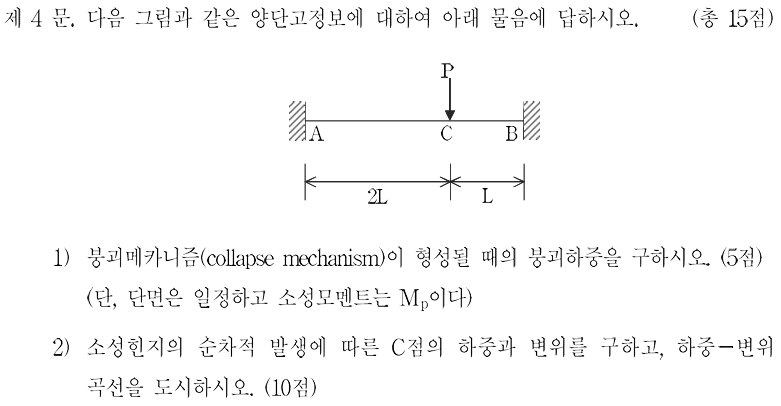 제 4 문. 다음 그림과 같은 양단고정보에 대하여 아래 물음에 답하시오. (총 15점)
P
A C B
2L L
1) 붕괴메카니즘(collapse mechanism)이 형성될 때의 붕괴하중을 구하시오. (5점)
(단, 단면은 일정하고 소성모멘트는 Mp이다)
2) 소성힌지의 순차적 발생에 따른 C점의 하중과 변위를 구하고, 하중-변위
곡선을 도시하시오. (10점)